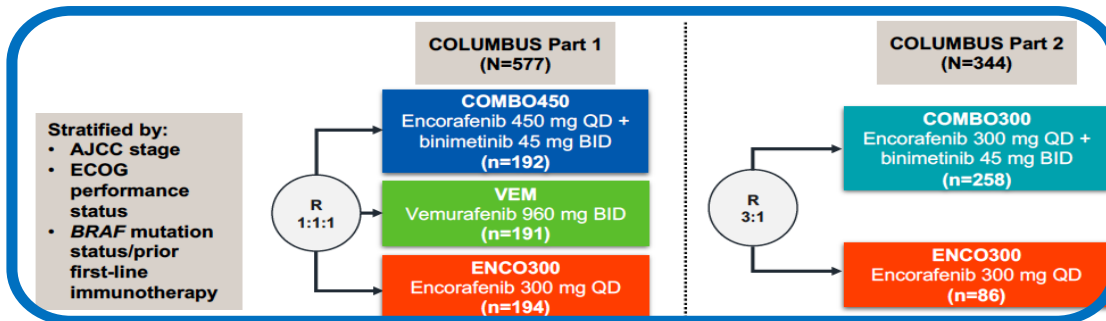 COLUMBUS Part 1
(N=577)
COLUMBUS Part 2
(N=344)
Stratified by:
• AJCC stage
• ECOG
performance
status
• BRAF mutation
status/prior
first-line
immunotherapy
R
1:1:1
COMBO450
Encorafenib 450 mg QD +
binimetinib 45 mg BID
(n=192)
VEM
Vemurafenib 960 mg BID
(n=191)
ENCO300
Encorafenib 300 mg QD
(n=194)
R
3:1
COMBO300
Encorafenib 300 mg QD +
binimetinib 45 mg BID
(n=258)
ENCO300
Encorafenib 300 mg QD
(n=86)